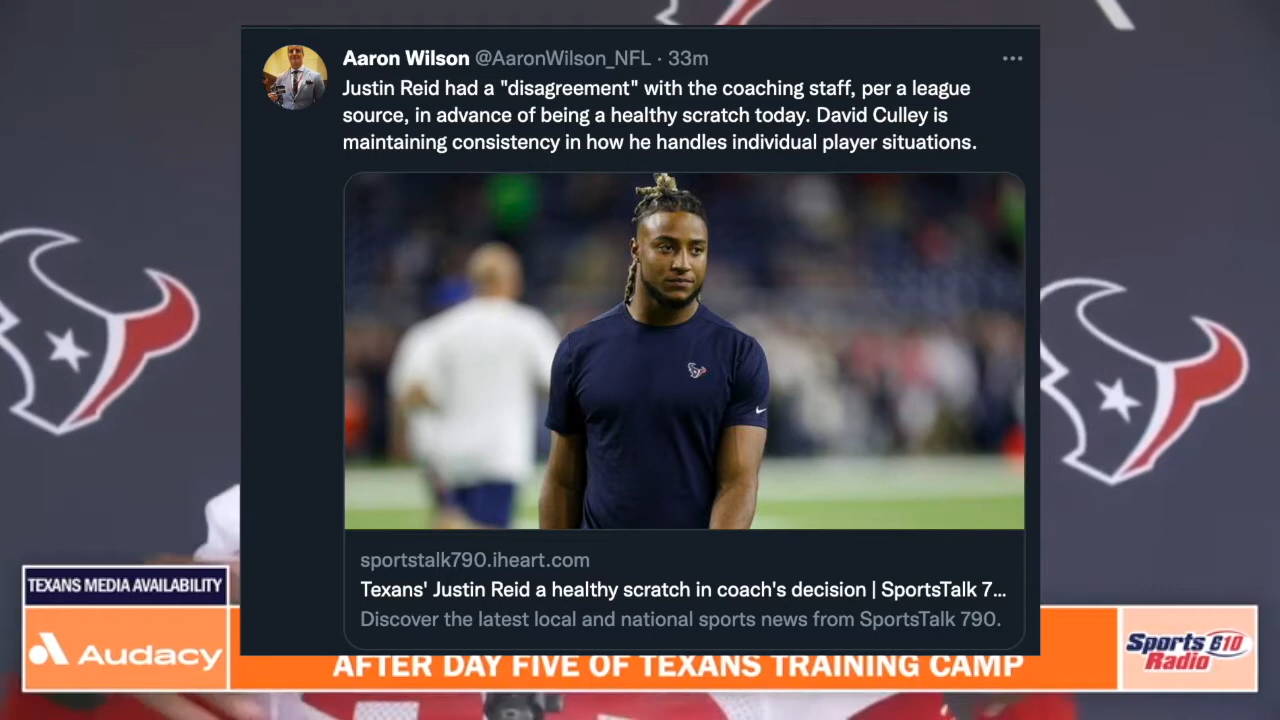 Aaron Wilson @AaronWilson_NFL · 33m
Justin Reid had a "disagreement" with the coaching staff, per a league
source, in advance of being a healthy scratch today. David Culley is
maintaining consistency in how he handles individual player situations.
sportstalk790.iheart.com
Texans' Justin Reid a healthy scratch in coach's decision | SportsTalk 7...
Discover the latest local and national sports news from SportsTalk 790.
TEXANS MEDIA AVAILABILITY
Audacy
AFTER DAY FIVE OF TEXANS TRAINING CAMP
Sports 610
Radio